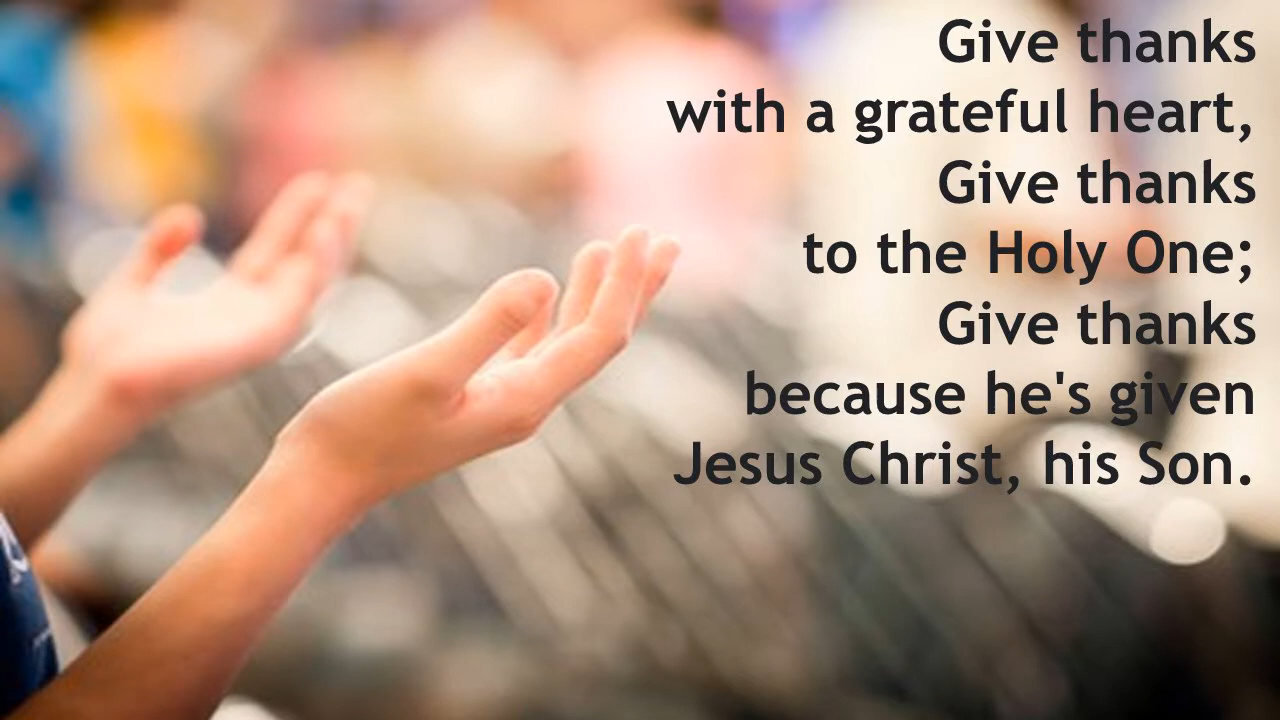 Give thanks
with a grateful heart,
Give thanks
to the Holy One;
Give thanks
because he's given
Jesus Christ, his Son.